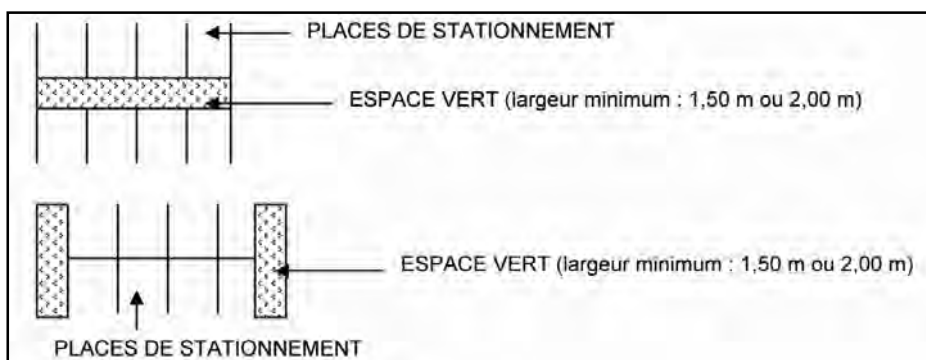 PLACES DE STATIONNEMENT
ESPACE VERT (largeur minimum : 1,50 m ou 2,00 m)
ESPACE VERT (largeur minimum : 1,50 m ou 2,00 m)
PLACES DE STATIONNEMENT